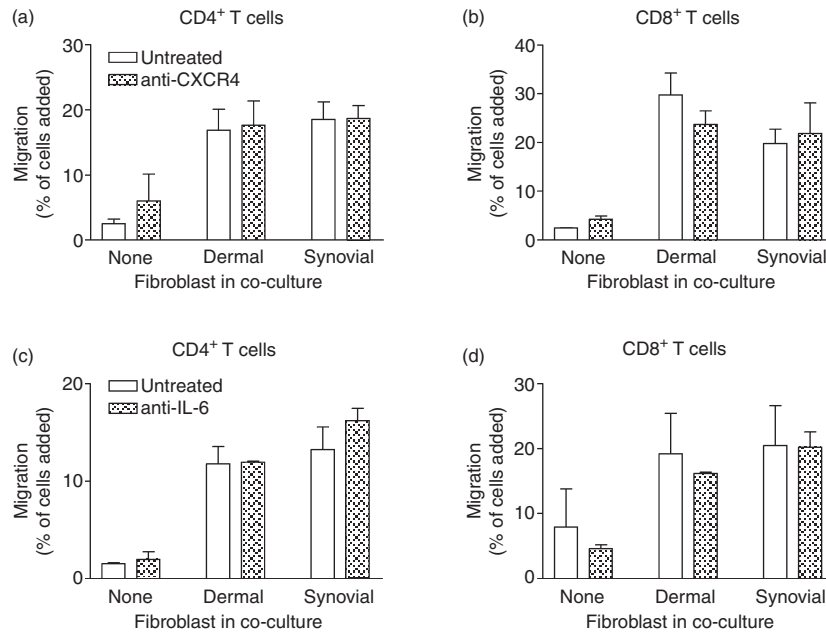 (a)
CD4⁺ T cells
30
20
10
0
Migration
(% of cells added)
Untreated
anti-CXCR4
None
Dermal
Synovial
Fibroblast in co-culture
(b)
CD8⁺ T cells
40
30
20
10
0
Migration
(% of cells added)
None
Dermal
Synovial
Fibroblast in co-culture
(c)
CD4⁺ T cells
20
10
0
Migration
(% of cells added)
Untreated
anti-IL-6
None
Dermal
Synovial
Fibroblast in co-culture
(d)
CD8⁺ T cells
30
20
10
0
Migration
(% of cells added)
None
Dermal
Synovial
Fibroblast in co-culture